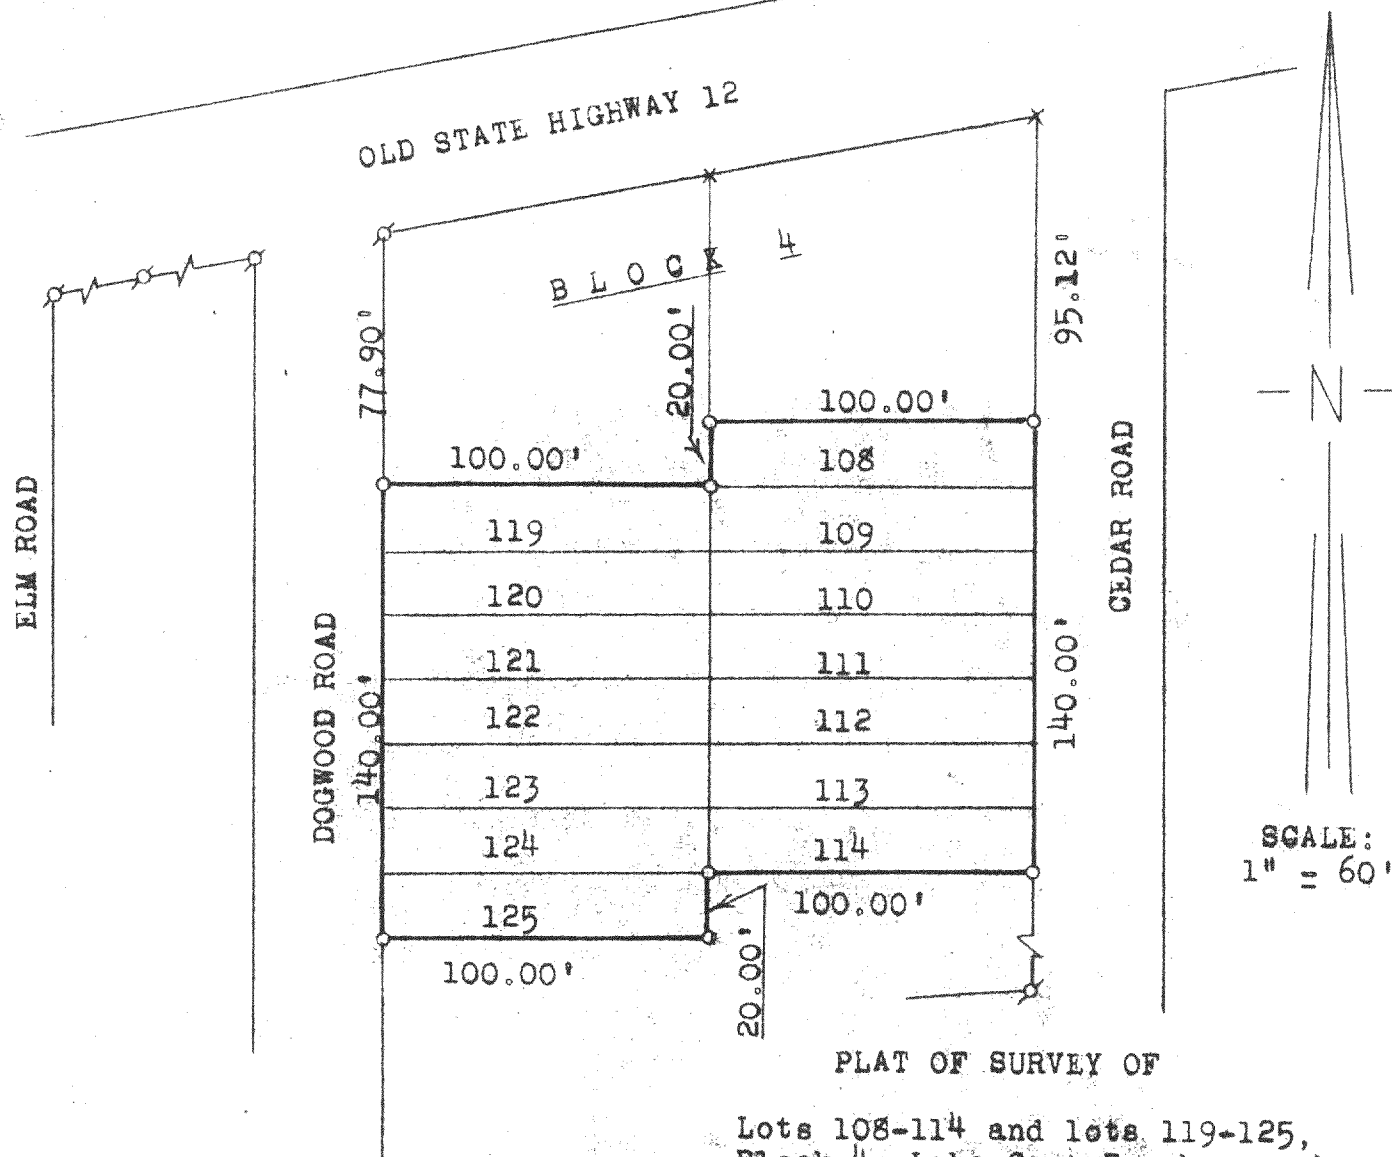 OLD STATE HIGHWAY 12
BLOCK 4
77.90'
20.00'
95.12'
100.00'
100.00'
108
119
109
120
110
121
111
122
112
123
113
124
114
125
100.00'
100.00'
20.00'
140.00'
140.00'
ELM ROAD
DOGWOOD ROAD
CEDAR ROAD
N
SCALE:
1" = 60'
PLAT OF SURVEY OF
Lots 108-114 and lots 119-125,
Block 4,